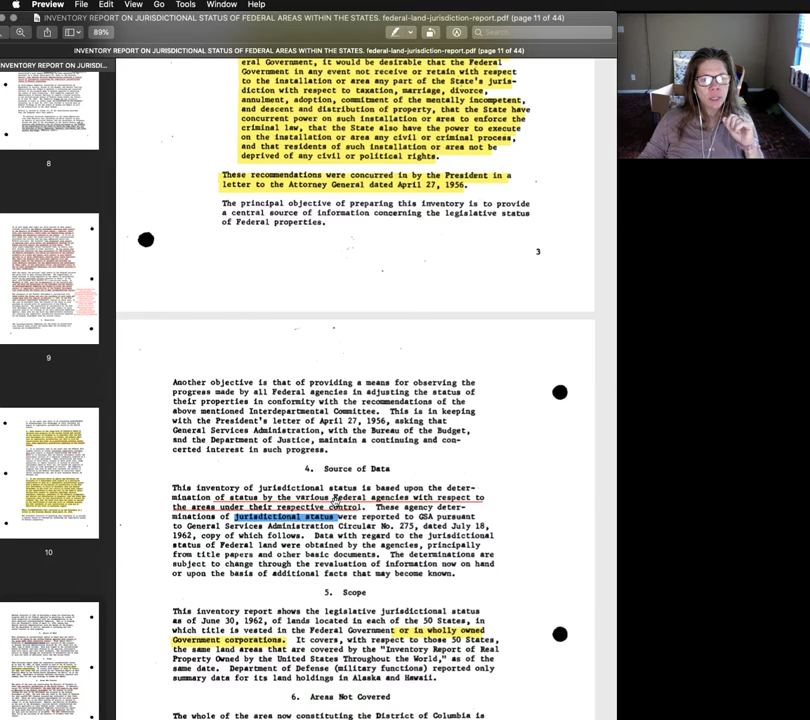 Preview File Edit View Go Tools Window Help
INVENTORY REPORT ON JURISDICTIONAL STATUS OF FEDERAL AREAS WITHIN THE STATES. federal-land-jurisdiction-report.pdf (page 11 of 44)
89%
Search
INVENTORY REPORT ON JURISDICTIONAL STATUS OF FEDERAL AREAS WITHIN THE STATES. federal-land-jurisdiction-report.pdf (page 11 of 44)
INVENTORY REPORT ON JURISDI...
8
9
10
eral Government, it would be desirable that the Federal
Government in any event not receive or retain with respect
to the installation or area any part of the State's juris-
diction with respect to taxation, marriage, divorce,
annulment, adoption, commitment of the mentally incompetent,
and descent and distribution of property, that the State have
concurrent power on such installation or area to enforce the
criminal law, that the State also have the power to execute
on the installation or area any civil or criminal process,
and that residents of such installation or area not be
deprived of any civil or political rights.
These recommendations were concurred in by the President in a
letter to the Attorney General dated April 27, 1956.
The principal objective of preparing this inventory is to provide
a central source of information concerning the legislative status
of Federal properties.
3
Another objective is that of providing a means for observing the
progress made by all Federal agencies in adjusting the status of
their properties in conformity with the recommendations of the
above mentioned Interdepartmental Committee. This is in keeping
with the President's letter of April 27, 1956, asking that
General Services Administration, with the Bureau of the Budget,
and the Department of Justice, maintain a continuing and con-
certed interest in such progress.
4. Source of Data
This inventory of jurisdictional status is based upon the deter-
mination of status by the various Federal agencies with respect to
the areas under their respective control. These agency deter-
minations of jurisdictional status were reported to GSA pursuant
to General Services Administration Circular No. 275, dated July 18,
1962, copy of which follows. Data with regard to the jurisdictional
status of Federal land were obtained by the agencies, principally
from title papers and other basic documents. The determinations are
subject to change through the revaluation of information now on hand
or upon the basis of additional facts that may become known.
5. Scope
This inventory report shows the legislative jurisdictional status
as of June 30, 1962, of lands located in each of the 50 States, in
which title is vested in the Federal Government or in wholly owned
Government corporations. It covers, with respect to those 50 States,
the same land areas that are covered by the "Inventory Report of Real
Property Owned by the United States Throughout the World," as of the
same date. Department of Defense (military functions) reported only
summary data for its land holdings in Alaska and Hawaii.
6. Areas Not Covered
The whole of the area now constituting the District of Columbia is